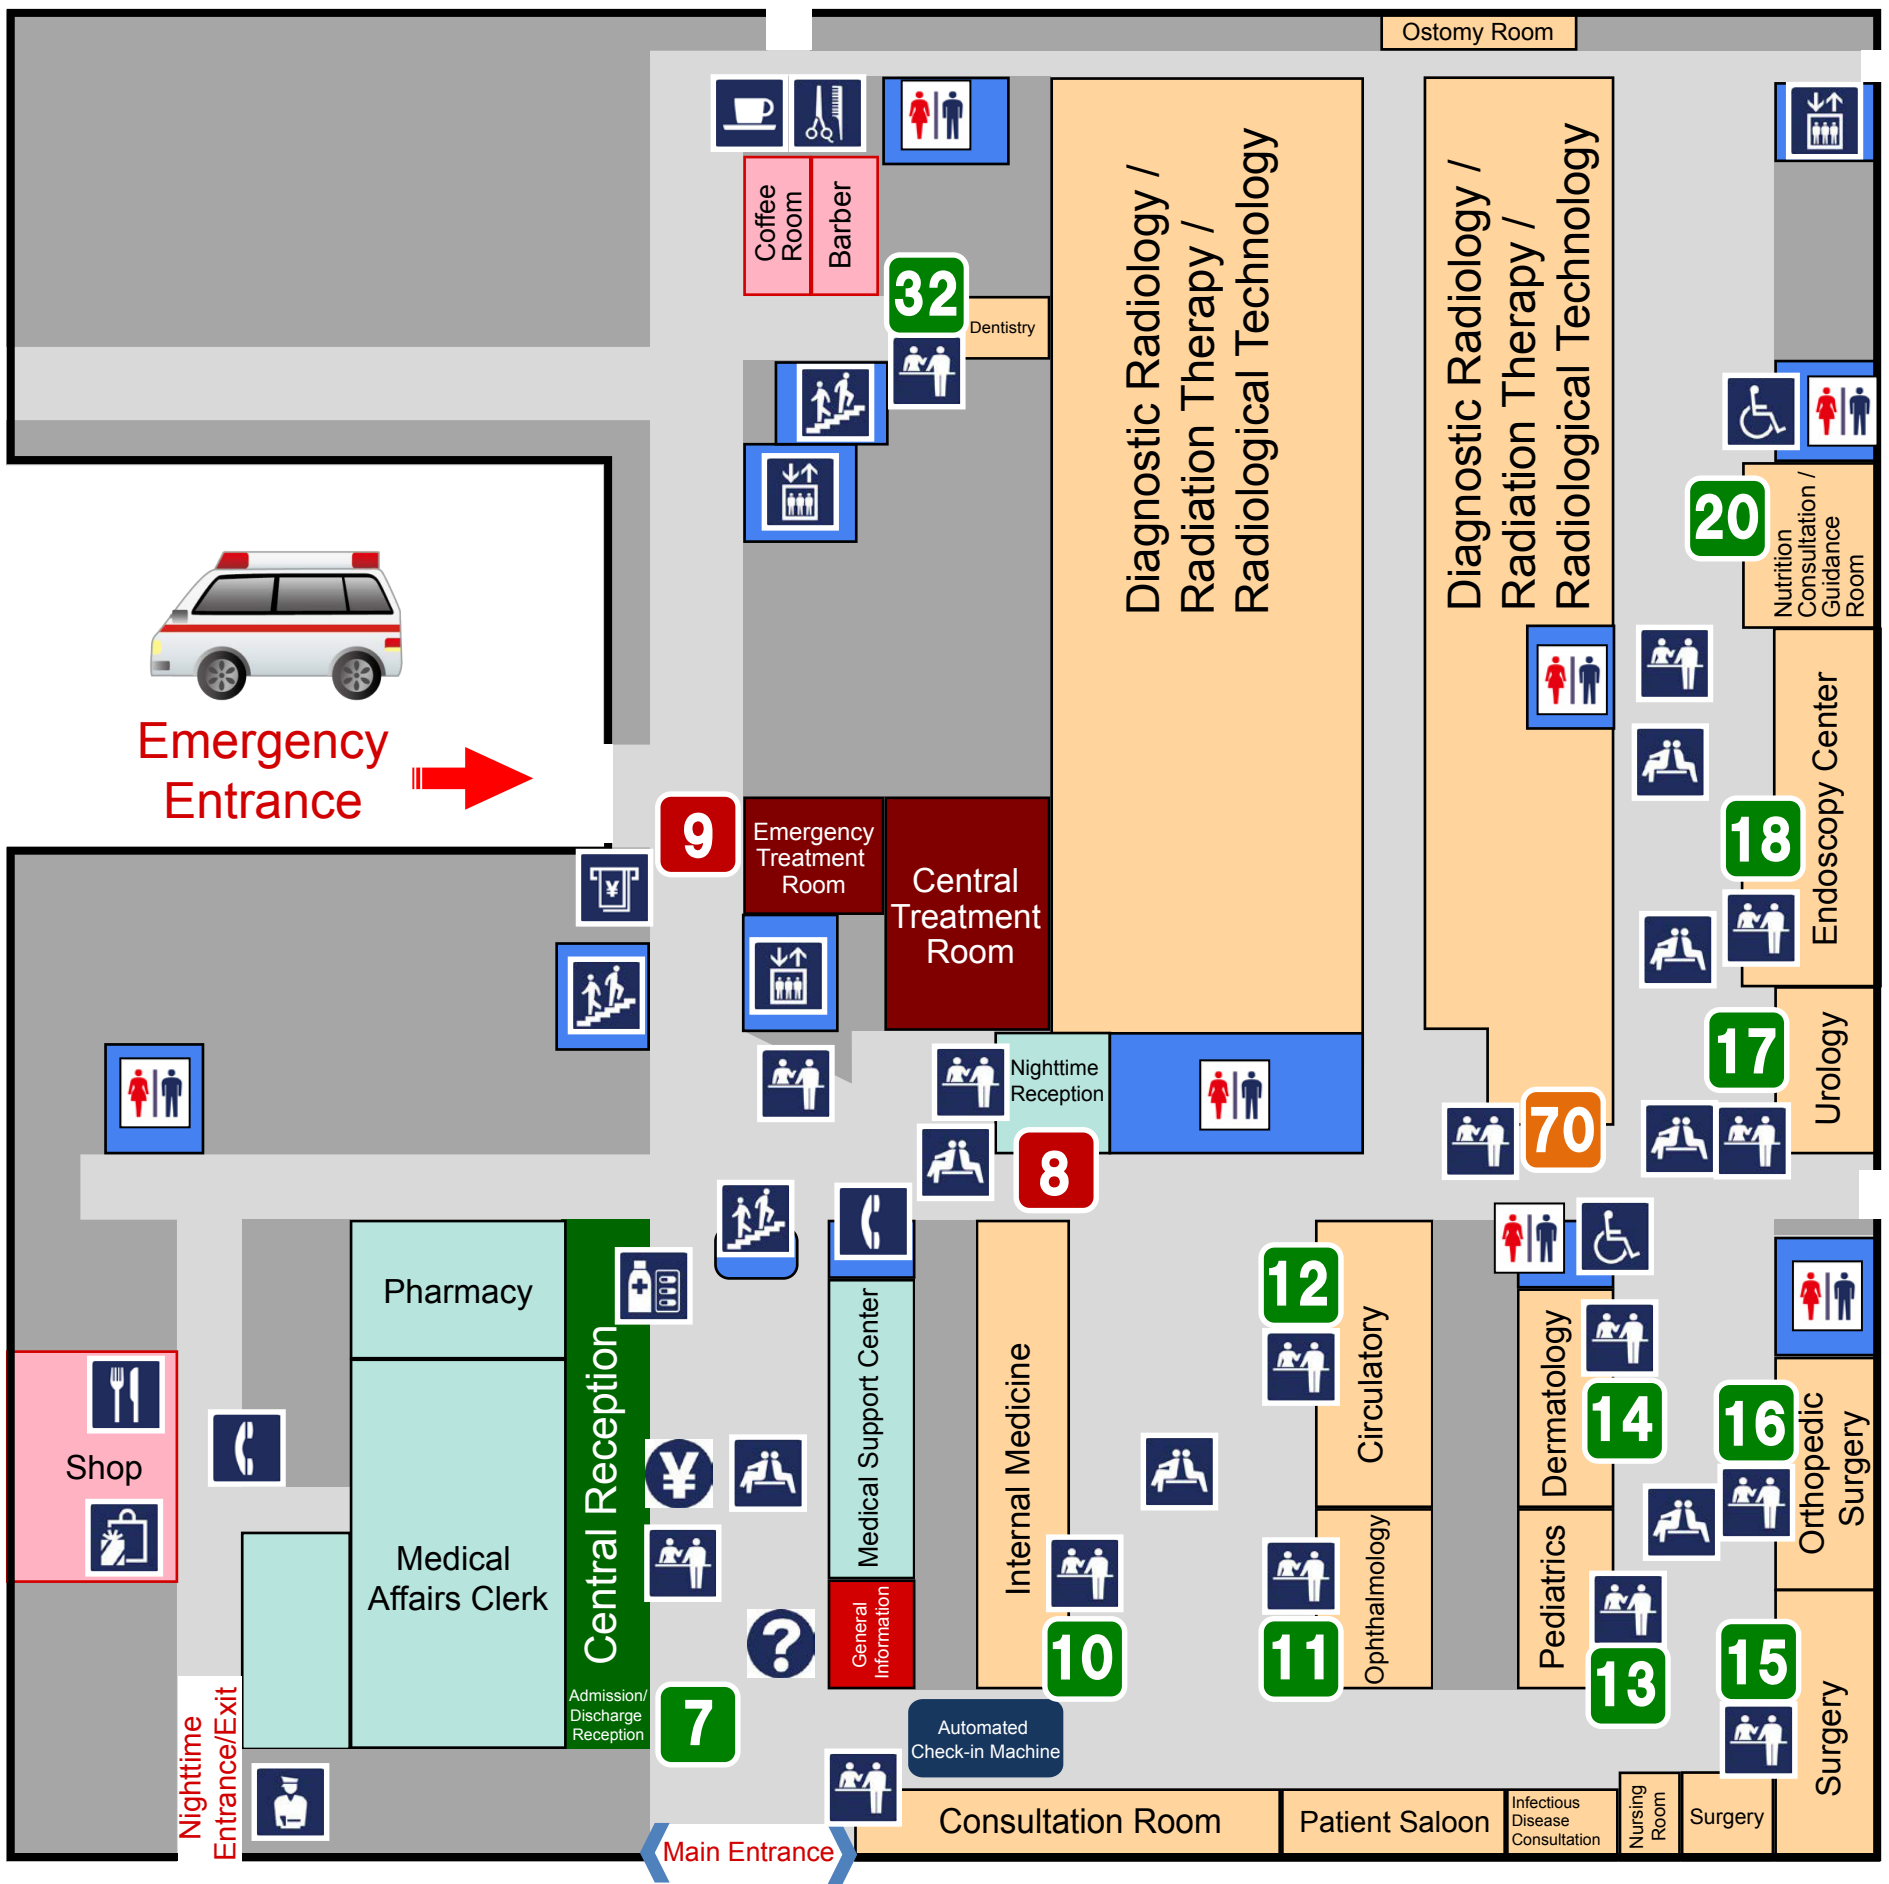 Ostomy Room
Coffee
Room
Barber
32
Dentistry
Diagnostic Radiology /
Radiation Therapy /
Radiological Technology
Diagnostic Radiology /
Radiation Therapy /
Radiological Technology
20
Nutrition
Consultation /
Guidance
Room
Emergency
Entrance
9
Emergency
Treatment
Room
Central
Treatment
Room
¥
18
Endoscopy Center
17
Urology
Nighttime
Reception
8
70
Pharmacy
Central Reception
Medical Support Center
Internal Medicine
12
Circulatory
Dermatology
14
16
Orthopedic
Surgery
Shop
¥
Medical
Affairs Clerk
?
General
Information
10
11
Ophthalmology
Pediatrics
13
15
Surgery
Admission/
Discharge
Reception
7
Automated
Check-in Machine
Nighttime
Entrance/Exit
Main Entrance
Consultation Room
Patient Saloon
Infectious
Disease
Consultation
Nursing
Room
Surgery